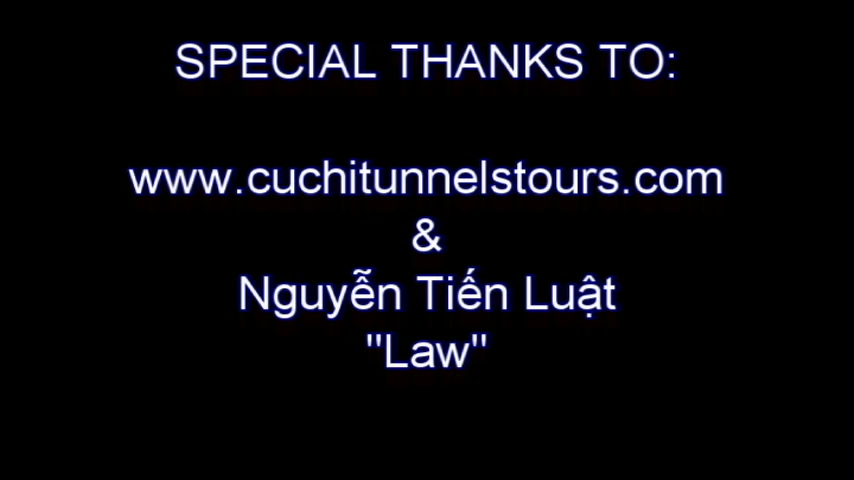 SPECIAL THANKS TO:
www.cuchitunnelstours.com
&
Nguyễn Tiến Luật
"Law"